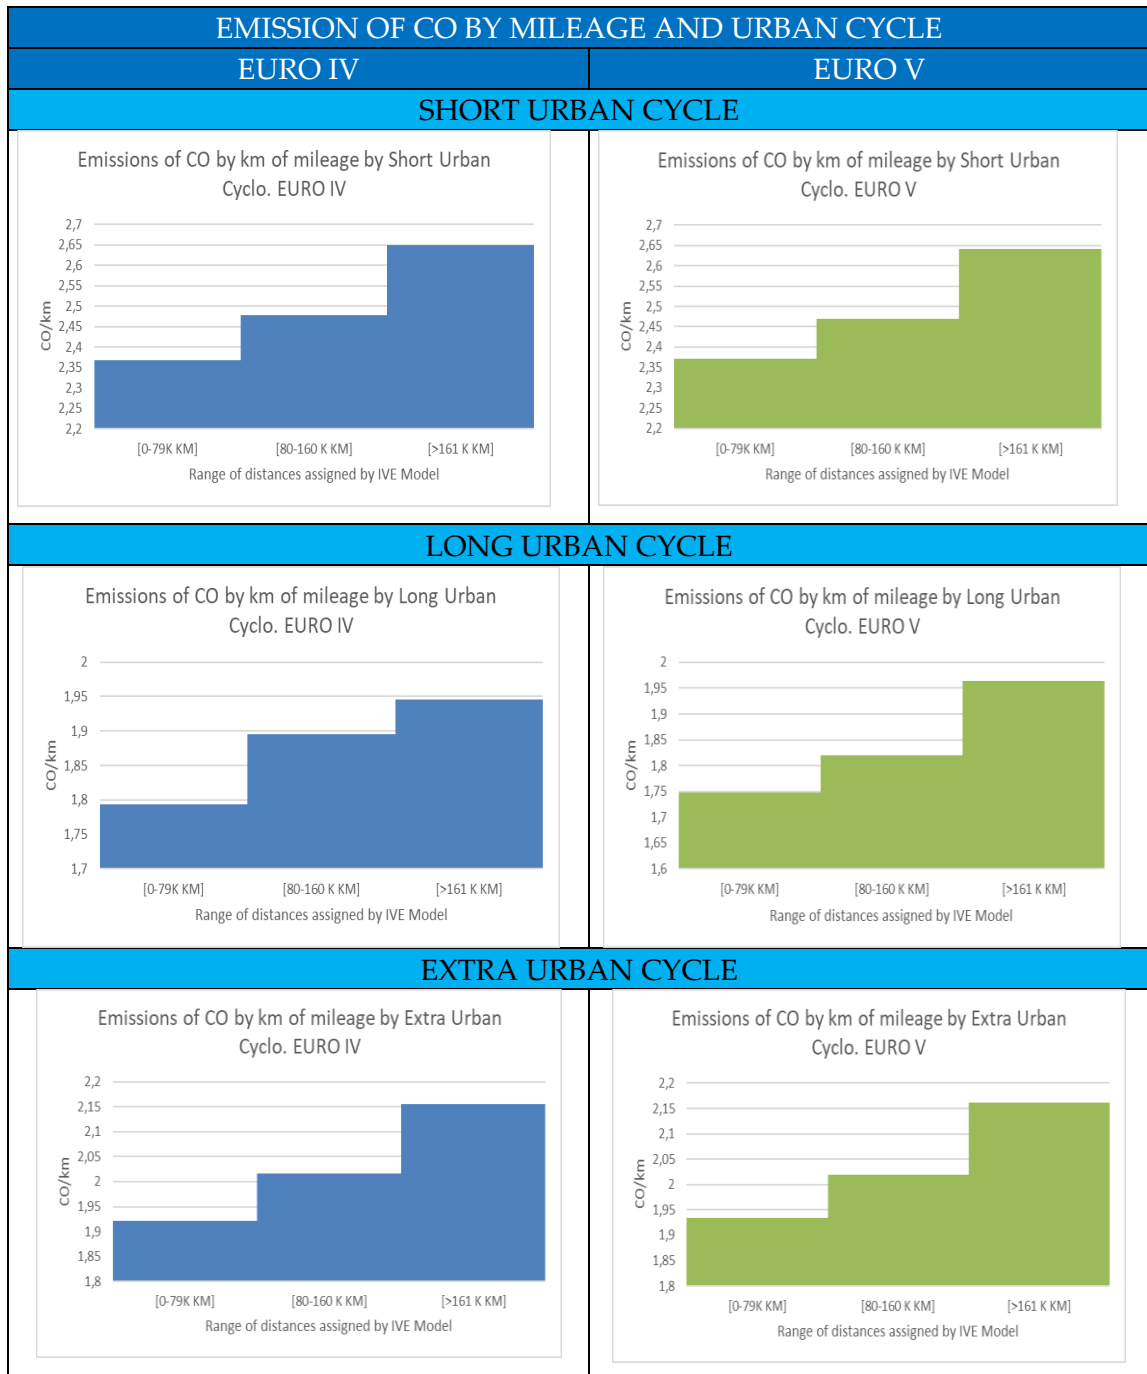 EMISSION OF CO BY MILEAGE AND URBAN CYCLE
EURO IV
EURO V
SHORT URBAN CYCLE
Emissions of CO by km of mileage by Short Urban
Cyclo. EURO IV
2,7
2,65
2,6
2,55
2,5
2,45
2,4
2,35
2,3
2,25
2,2
CO/km
[0-79K KM]
[80-160 K KM]
[>161 K KM]
Range of distances assigned by IVE Model
Emissions of CO by km of mileage by Short Urban
Cyclo. EURO V
2,7
2,65
2,6
2,55
2,5
2,45
2,4
2,35
2,3
2,25
2,2
CO/km
[0-79K KM]
[80-160 K KM]
[>161 K KM]
Range of distances assigned by IVE Model
LONG URBAN CYCLE
Emissions of CO by km of mileage by Long Urban
Cyclo. EURO IV
2
1,95
1,9
1,85
1,8
1,75
1,7
CO/km
[0-79K KM]
[80-160 K KM]
[>161 K KM]
Range of distances assigned by IVE Model
Emissions of CO by km of mileage by Long Urban
Cyclo. EURO V
2
1,95
1,9
1,85
1,8
1,75
1,7
1,65
1,6
CO/km
[0-79K KM]
[80-160 K KM]
[>161 K KM]
Range of distances assigned by IVE Model
EXTRA URBAN CYCLE
Emissions of CO by km of mileage by Extra Urban
Cyclo. EURO IV
2,2
2,15
2,1
2,05
2
1,95
1,9
1,85
1,8
CO/km
[0-79K KM]
[80-160 K KM]
[>161 K KM]
Range of distances assigned by IVE Model
Emissions of CO by km of mileage by Extra Urban
Cyclo. EURO V
2,2
2,15
2,1
2,05
2
1,95
1,9
1,85
1,8
CO/km
[0-79K KM]
[80-160 K KM]
[>161 K KM]
Range of distances assigned by IVE Model